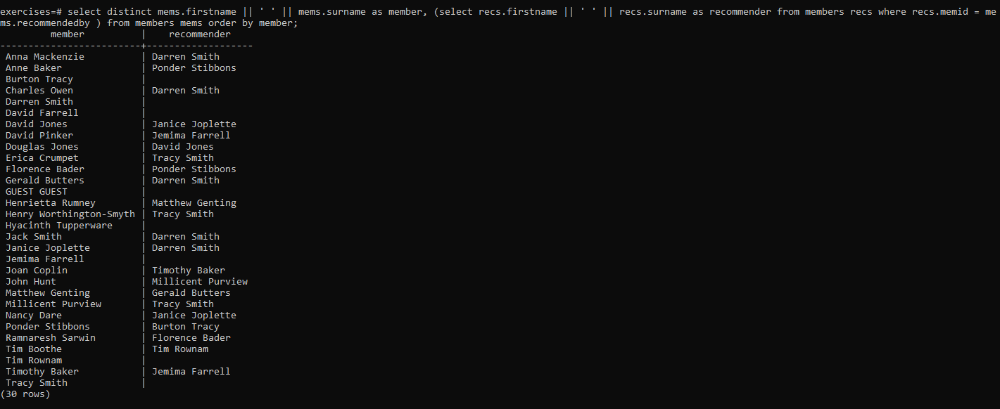 exercises=# select distinct mems.firstname || ' ' || mems.surname as member, (select recs.firstname || ' ' || recs.surname as recommender from members recs where recs.memid = me
ms.recommendedby ) from members mems order by member;
         member          |    recommender
-------------------------+-------------------
 Anna Mackenzie          | Darren Smith
 Anne Baker              | Ponder Stibbons
 Burton Tracy            |
 Charles Owen            | Darren Smith
 Darren Smith            |
 David Farrell           |
 David Jones             | Janice Joplette
 David Pinker            | Jemima Farrell
 Douglas Jones           | David Jones
 Erica Crumpet           | Tracy Smith
 Florence Bader          | Ponder Stibbons
 Gerald Butters          | Darren Smith
 GUEST GUEST             |
 Henrietta Rumney        | Matthew Genting
 Henry Worthington-Smyth | Tracy Smith
 Hyacinth Tupperware     |
 Jack Smith              | Darren Smith
 Janice Joplette         | Darren Smith
 Jemima Farrell          |
 Joan Coplin             | Timothy Baker
 John Hunt               | Millicent Purview
 Matthew Genting         | Gerald Butters
 Millicent Purview       | Tracy Smith
 Nancy Dare              | Janice Joplette
 Ponder Stibbons         | Burton Tracy
 Ramnaresh Sarwin        | Florence Bader
 Tim Boothe              | Tim Rownam
 Tim Rownam              |
 Timothy Baker           | Jemima Farrell
 Tracy Smith             |
(30 rows)